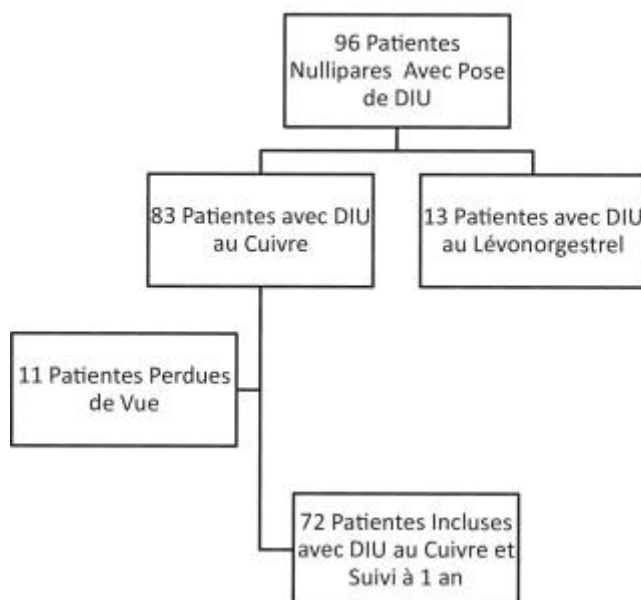 96 Patientes
Nullipares Avec Pose
de DIU
83 Patientes avec DIU
au Cuivre
13 Patientes avec DIU
au Lévonorgestrel
11 Patientes Perdues
de Vue
72 Patientes Incluses
avec DIU au Cuivre et
Suivi à 1 an